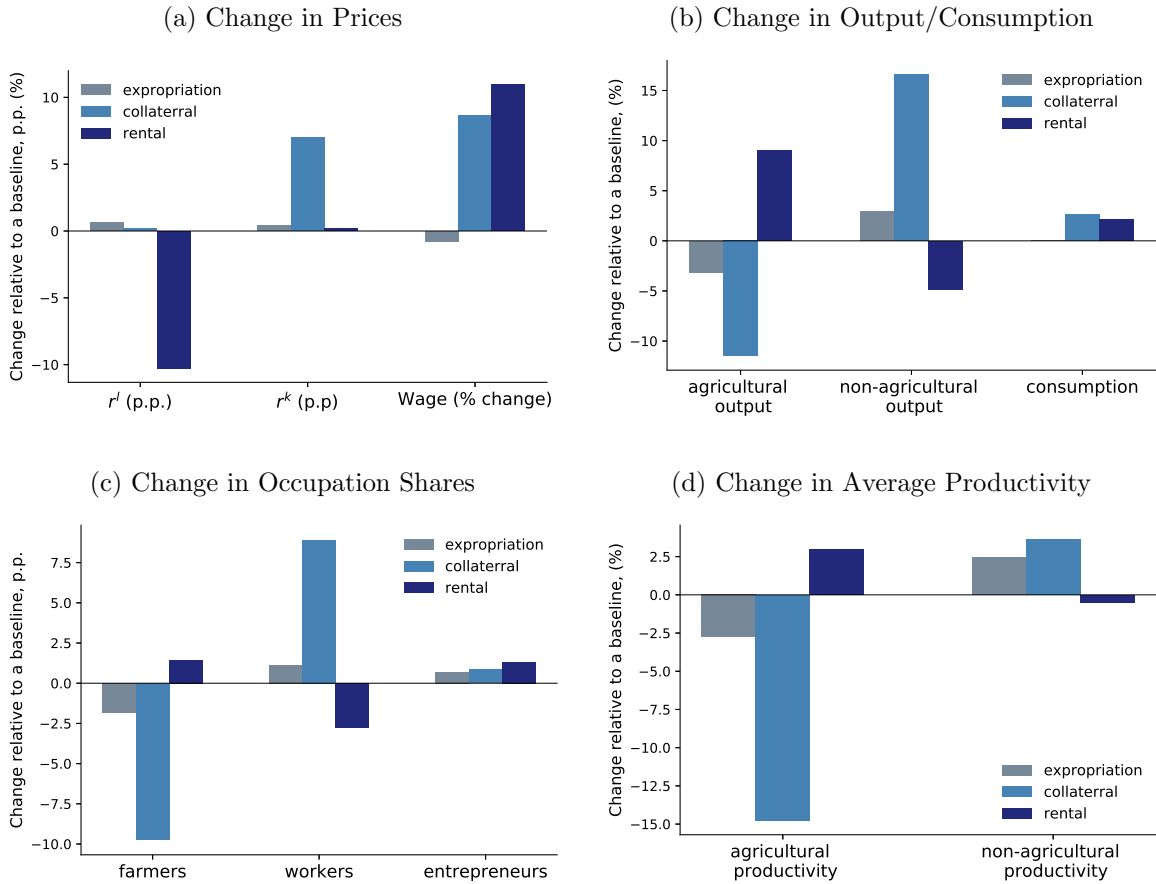 (a) Change in Prices
Change relative to a baseline, p.p. (%)
10
5
0
−5
−10
expropriation
collaterral
rental
r^l (p.p.)
r^k (p.p)
Wage (% change)
(b) Change in Output/Consumption
Change relative to a baseline, (%)
15
10
5
0
−5
−10
expropriation
collaterral
rental
agricultural
output
non-agricultural
output
consumption
(c) Change in Occupation Shares
Change relative to a baseline, p.p.
7.5
5.0
2.5
0.0
−2.5
−5.0
−7.5
−10.0
expropriation
collaterral
rental
farmers
workers
entrepreneurs
(d) Change in Average Productivity
Change relative to a baseline, (%)
2.5
0.0
−2.5
−5.0
−7.5
−10.0
−12.5
−15.0
expropriation
collaterral
rental
agricultural
productivity
non-agricultural
productivity